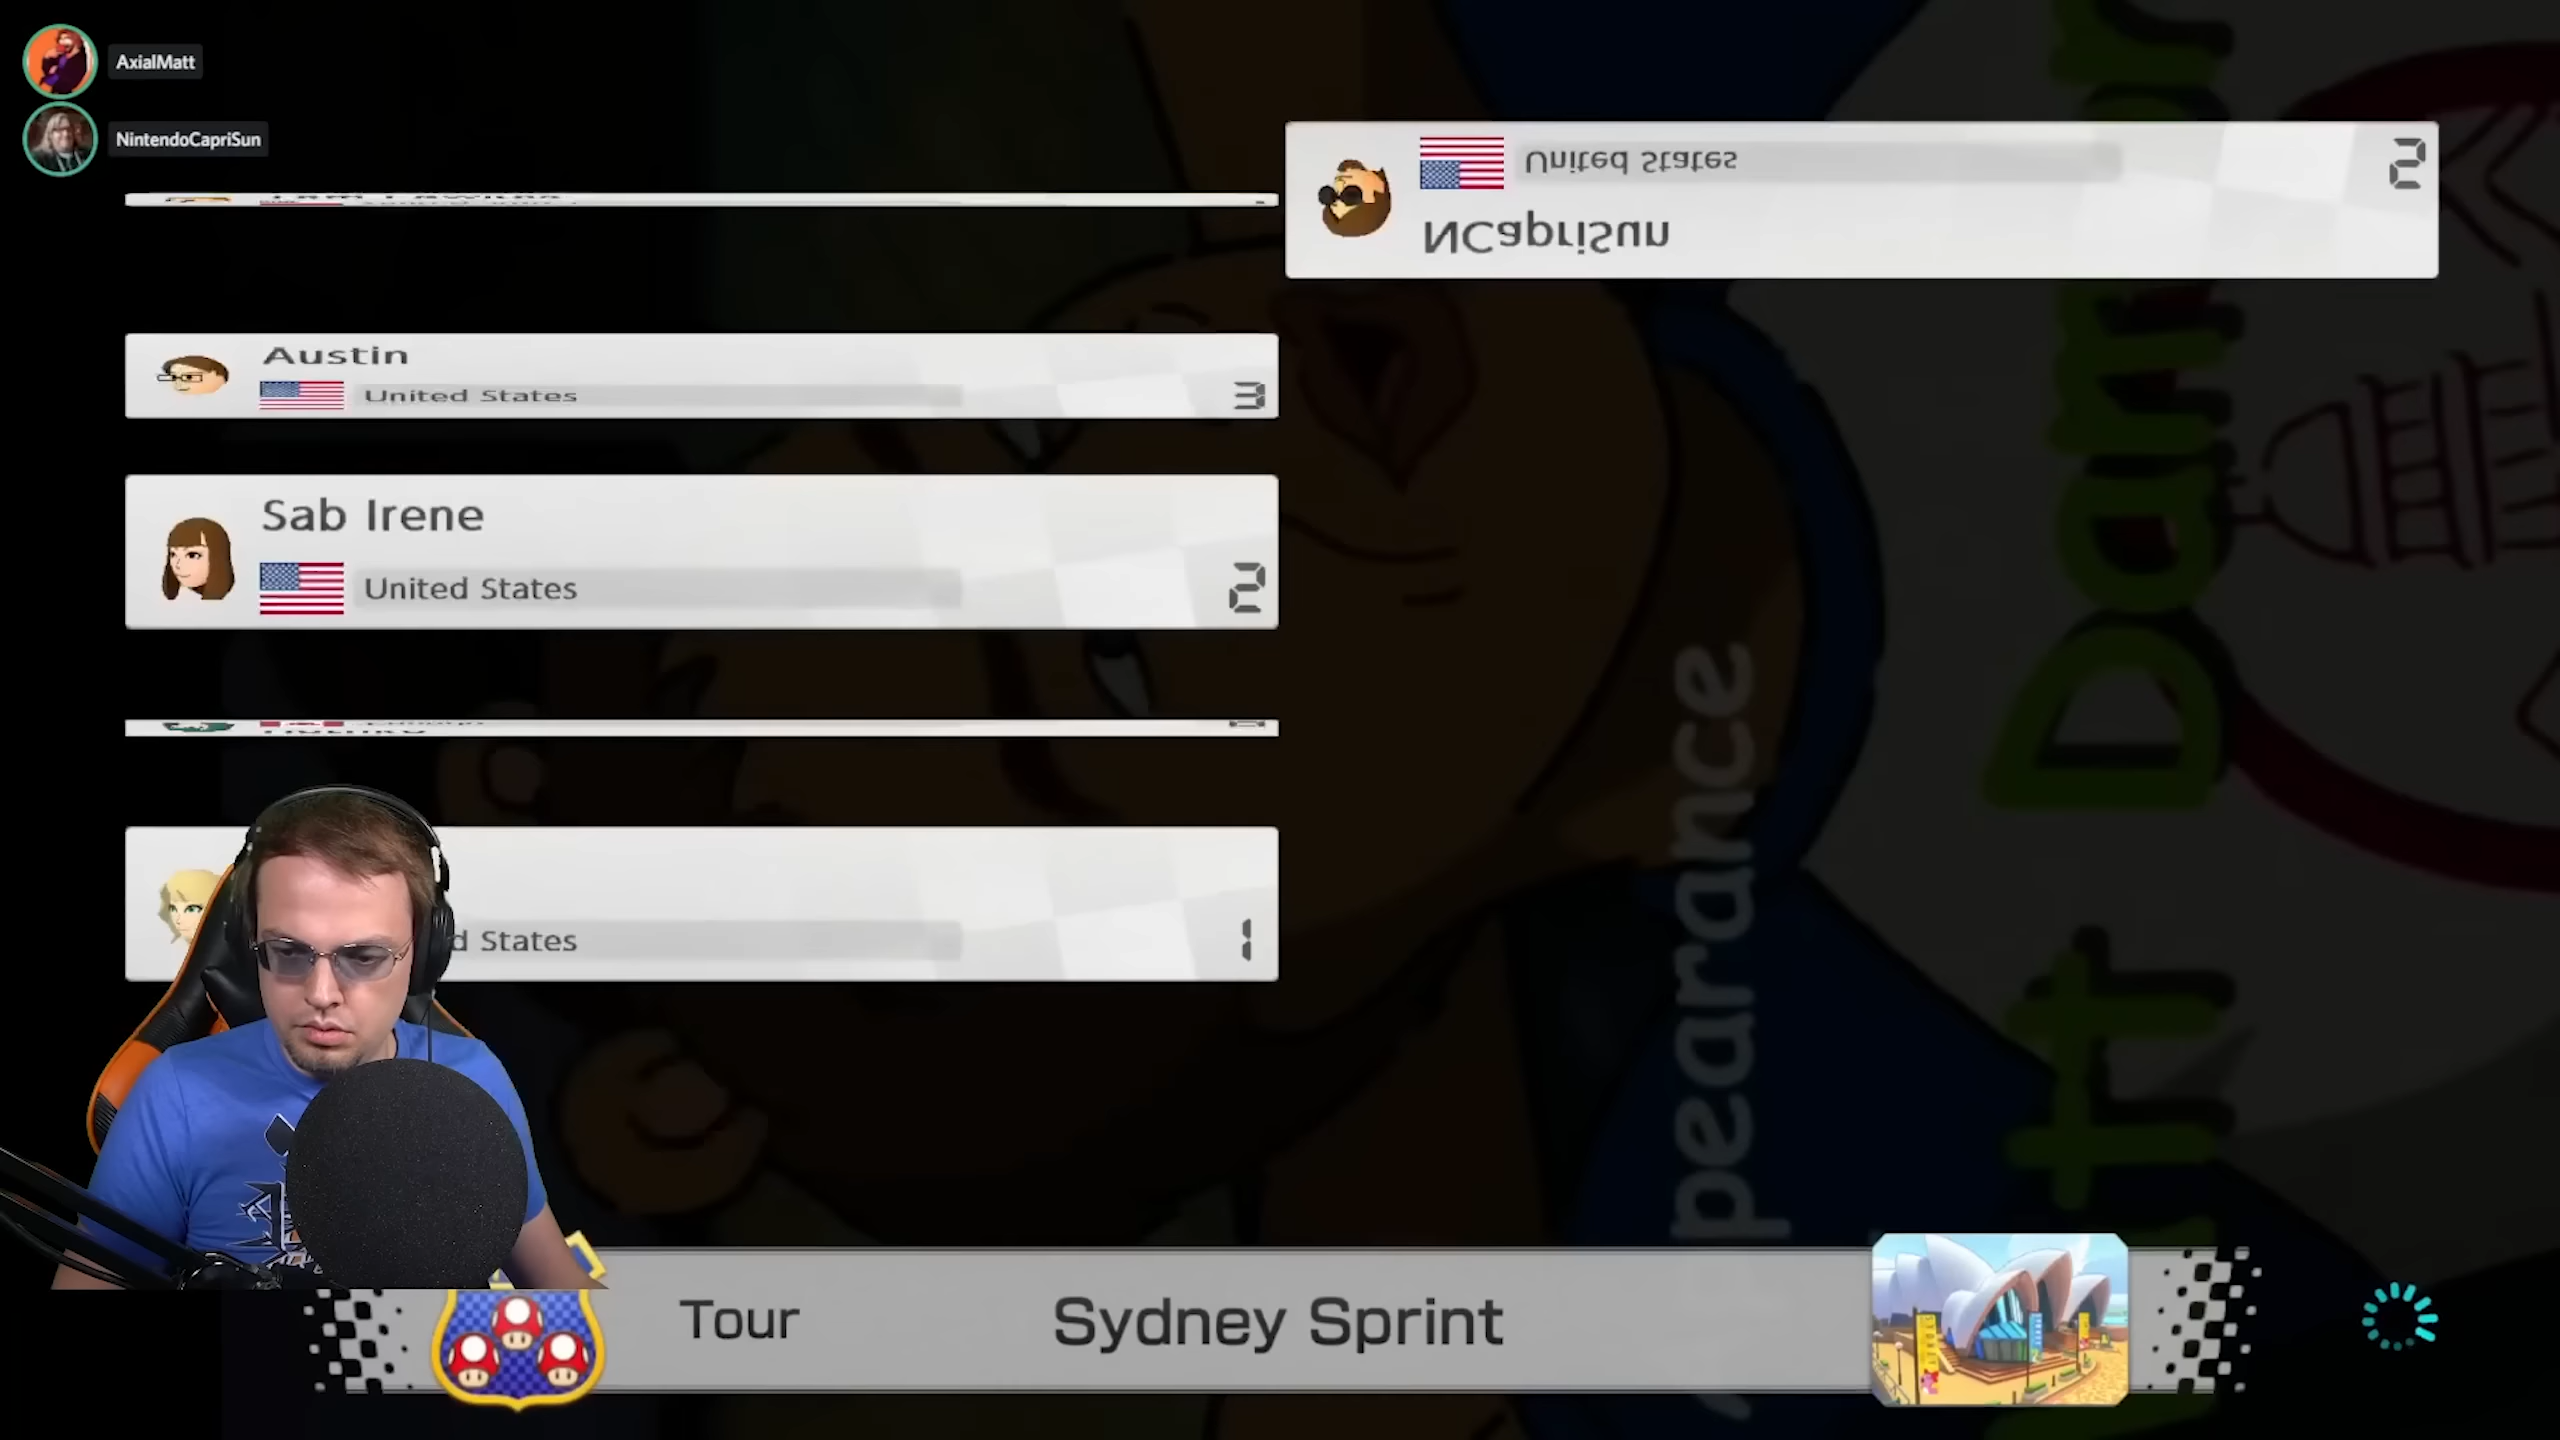 AxialMatt
NintendoCapriSun
United States
2
NCapriSun
Austin
United States
3
Sab Irene
United States
2
d States
1
pearance
Tour
Sydney Sprint